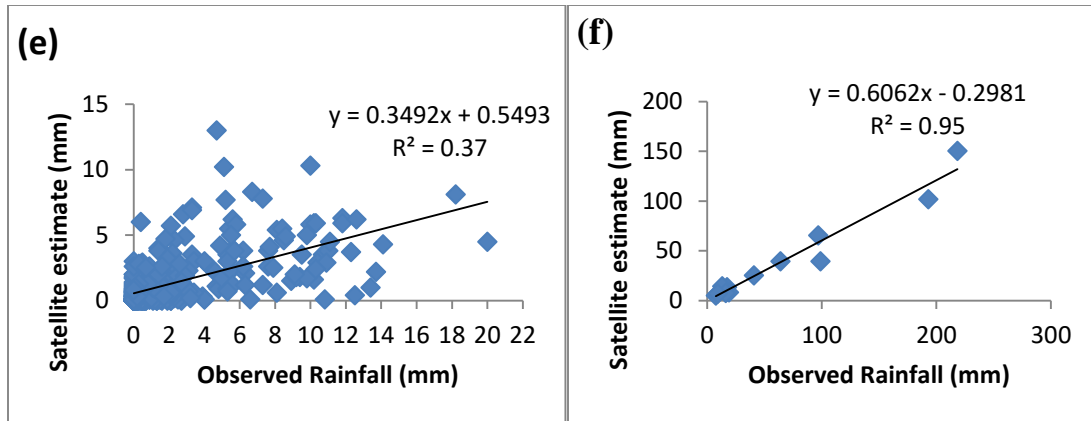 (e)
y = 0.3492x + 0.5493
R² = 0.37
Satellite estimate (mm)
15
10
5
0
0 2 4 6 8 10 12 14 16 18 20 22
Observed Rainfall (mm)
(f)
y = 0.6062x - 0.2981
R² = 0.95
Satellite estimate (mm)
200
150
100
50
0
0 100 200 300
Observed Rainfall (mm)